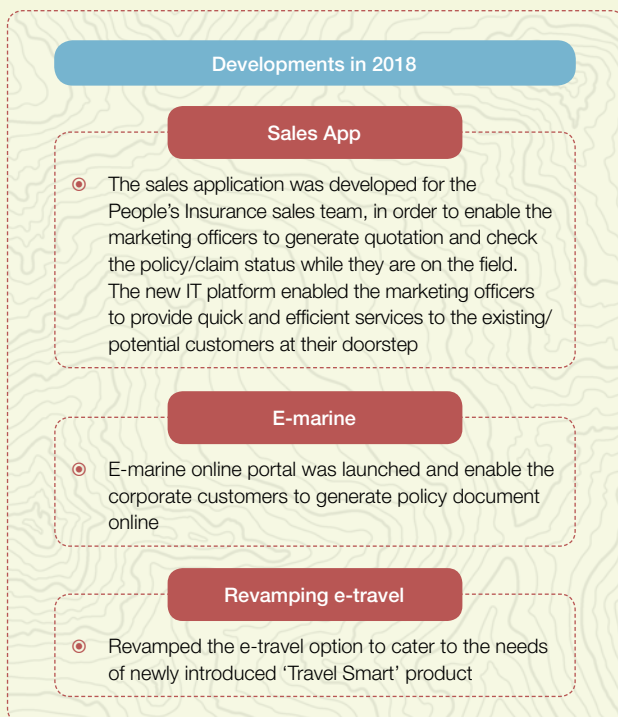 Developments in 2018
Sales App
The sales application was developed for the
People's Insurance sales team, in order to enable the
marketing officers to generate quotation and check
the policy/claim status while they are on the field.
The new IT platform enabled the marketing officers
to provide quick and efficient services to the existing/
potential customers at their doorstep
E-marine
E-marine online portal was launched and enable the
corporate customers to generate policy document
online
Revamping e-travel
Revamped the e-travel option to cater to the needs
of newly introduced ‘Travel Smart’ product